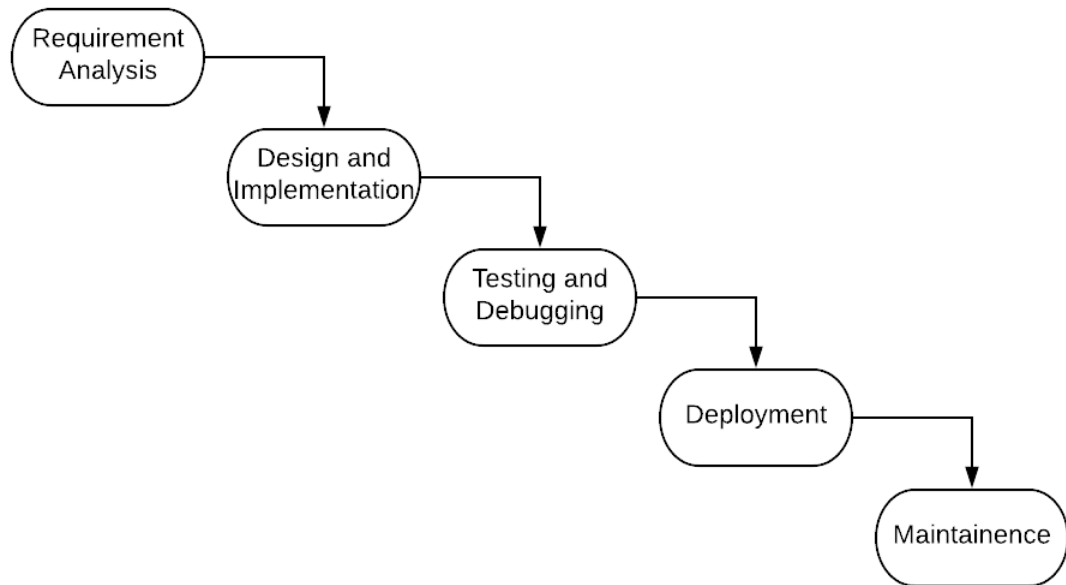 Requirement
Analysis
Design and
Implementation
Testing and
Debugging
Deployment
Maintainence